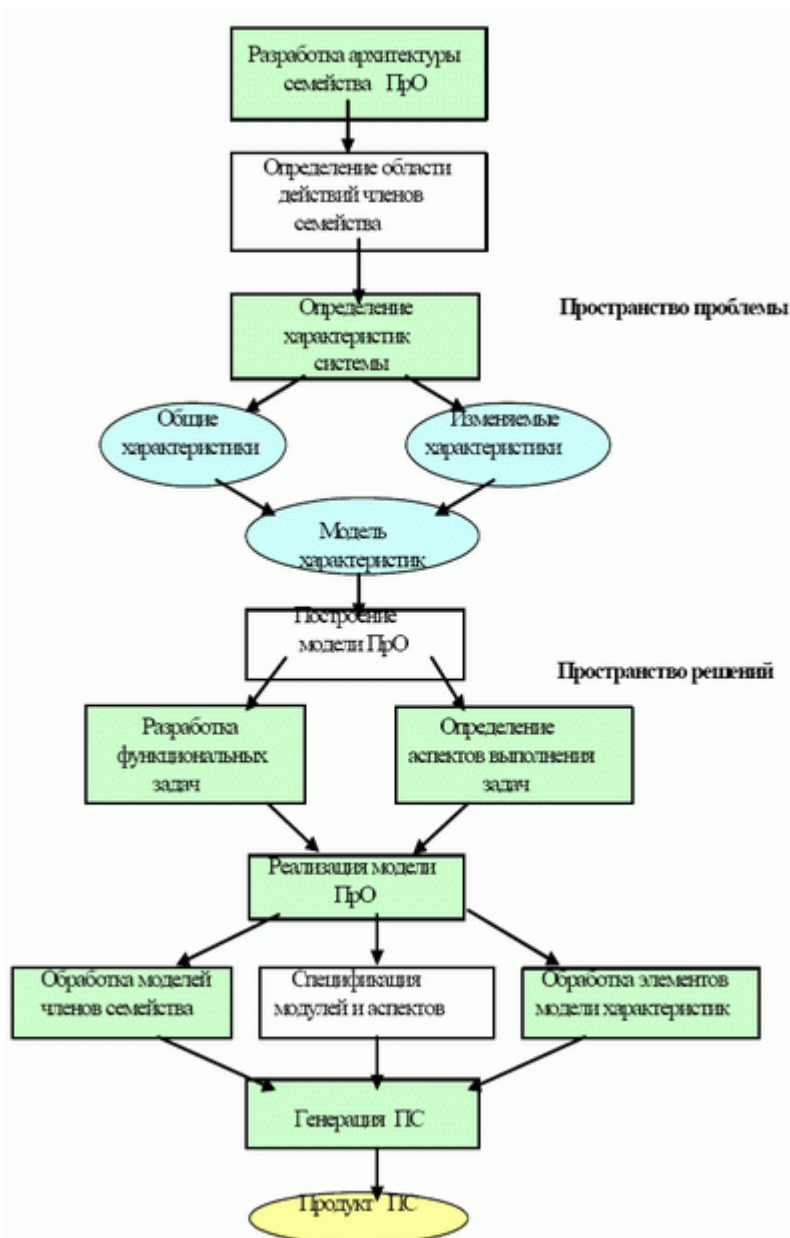 Разработка архитектуры
семейства ПрО
Определение области
действий членов
семейства
Определение
характеристик
системы
Пространство проблемы
Общие
характеристики
Изменяемые
характеристики
Модель
характеристик
Построение
модели ПрО
Пространство решений
Разработка
функциональных
задач
Определение
аспектов выполнения
задач
Реализация модели
ПрО
Обработка моделей
членов семейства
Спецификация
модулей и аспектов
Обработка элементов
модели характеристик
Генерация ПС
Продукт ПС